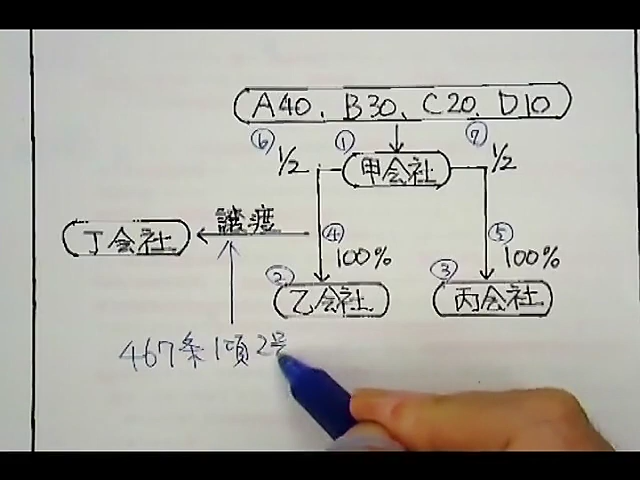 A40、B30、C20、D10
⑥ ① ⑦
1/2 甲会社 1/2
譲渡
丁会社 ④ ⑤
100% 100%
② ③
乙会社 丙会社
467条1項2号